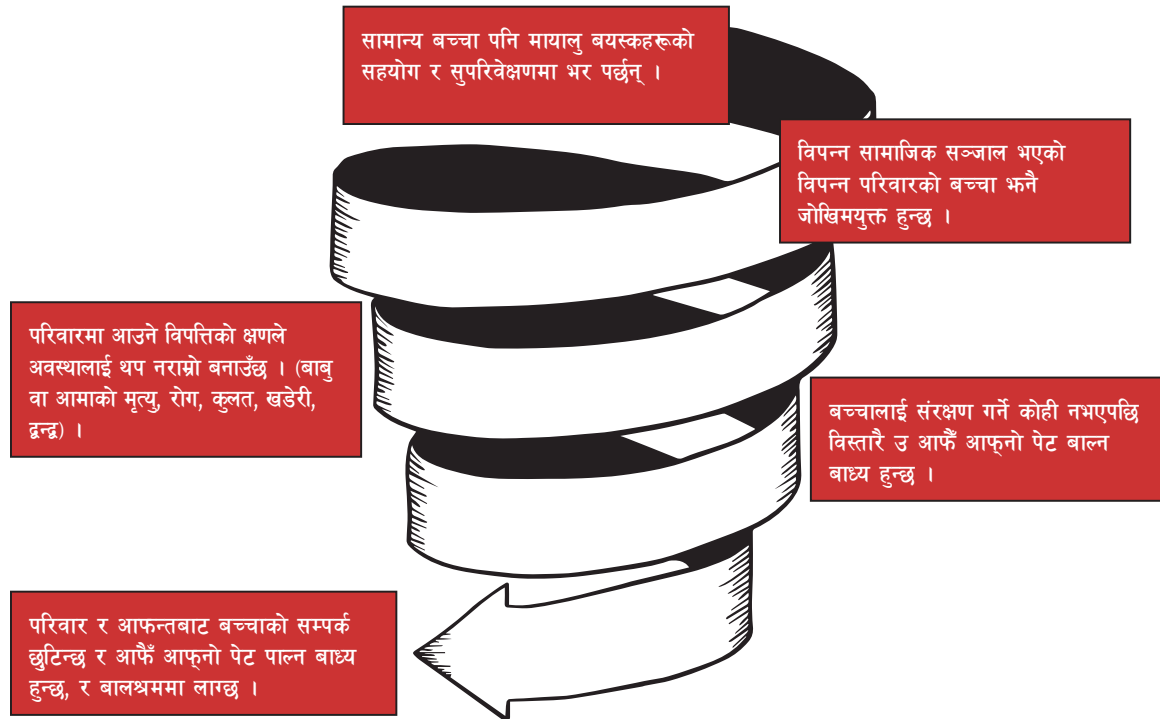 सामान्य बच्चा पनि मायालु बयस्कहरूको
सहयोग र सुपरिवेक्षणमा भर पर्छन् ।
विपन्न सामाजिक सञ्जाल भएको
विपन्न परिवारको बच्चा झनै
जोखिमयुक्त हुन्छ ।
परिवारमा आउने विपत्तिको क्षणले
अवस्थालाई थप नराम्रो बनाउँछ । (बाबु
वा आमाको मृत्यु, रोग, कुलत, खडेरी,
द्वन्द्व) ।
बच्चालाई संरक्षण गर्ने कोही नभएपछि
विस्तारै उ आफैँ आफ्नो पेट बाल्न
बाध्य हुन्छ ।
परिवार र आफन्तबाट बच्चाको सम्पर्क
छुटिन्छ र आफैँ आफ्नो पेट पाल्न बाध्य
हुन्छ, र बालश्रममा लाग्छ ।